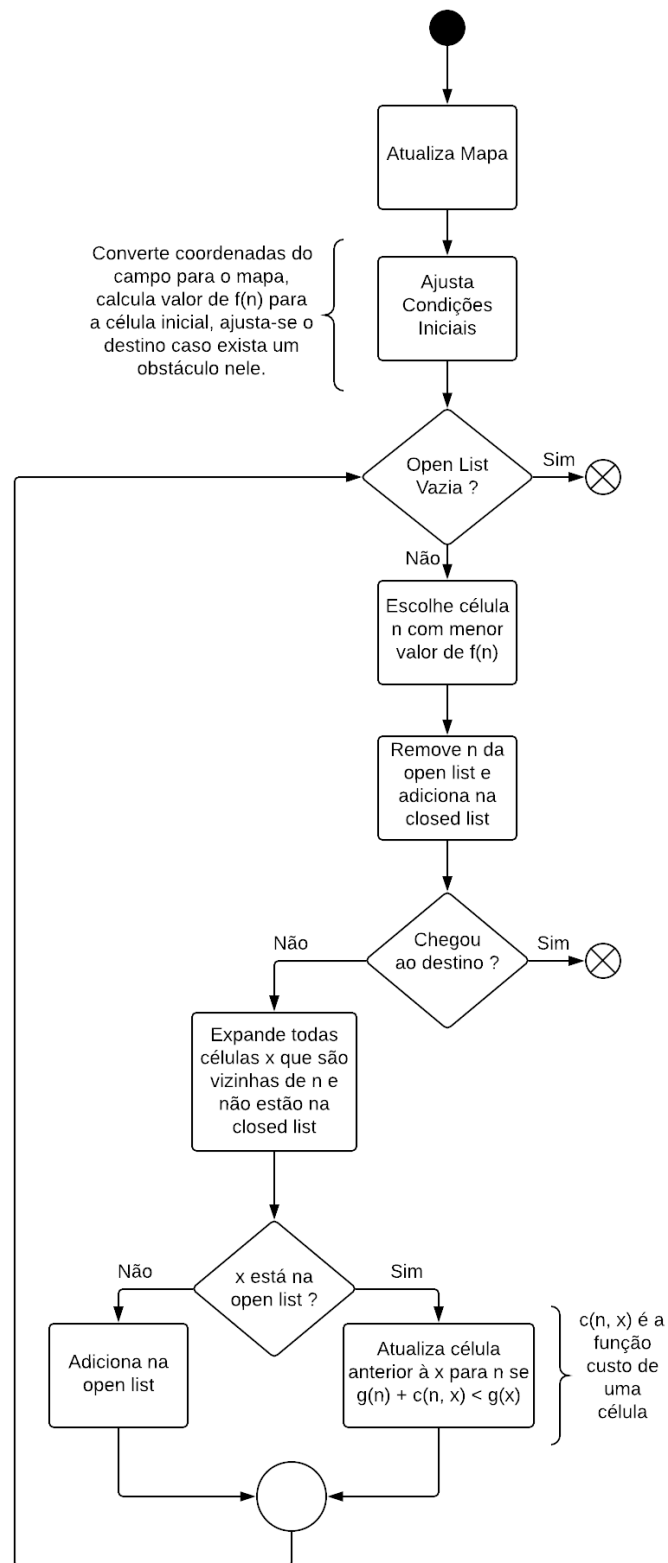 Atualiza Mapa
Converte coordenadas do
campo para o mapa,
calcula valor de f(n) para
a célula inicial, ajusta-se o
destino caso exista um
obstáculo nele.
Ajusta
Condições
Iniciais
Open List
Vazia ?
Sim
Não
Escolhe célula
n com menor
valor de f(n)
Remove n da
open list e
adiciona na
closed list
Chegou
ao destino ?
Sim
Não
Expande todas
células x que são
vizinhas de n e
não estão na
closed list
x está na
open list ?
Não
Sim
Adiciona na
open list
Atualiza célula
anterior à x para n se
g(n) + c(n, x) < g(x)
c(n, x) é a
função
custo de
uma
célula